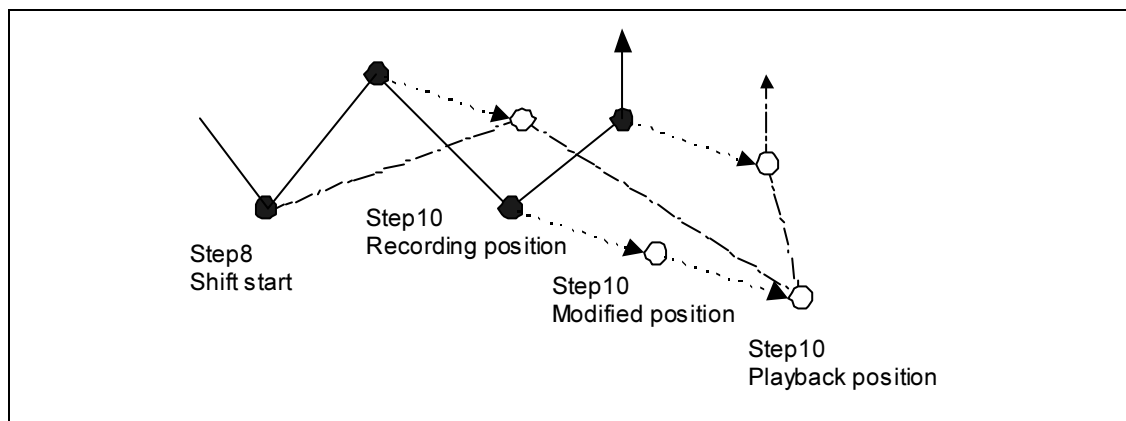 Step8
Shift start
Step10
Recording position
Step10
Modified position
Step10
Playback position